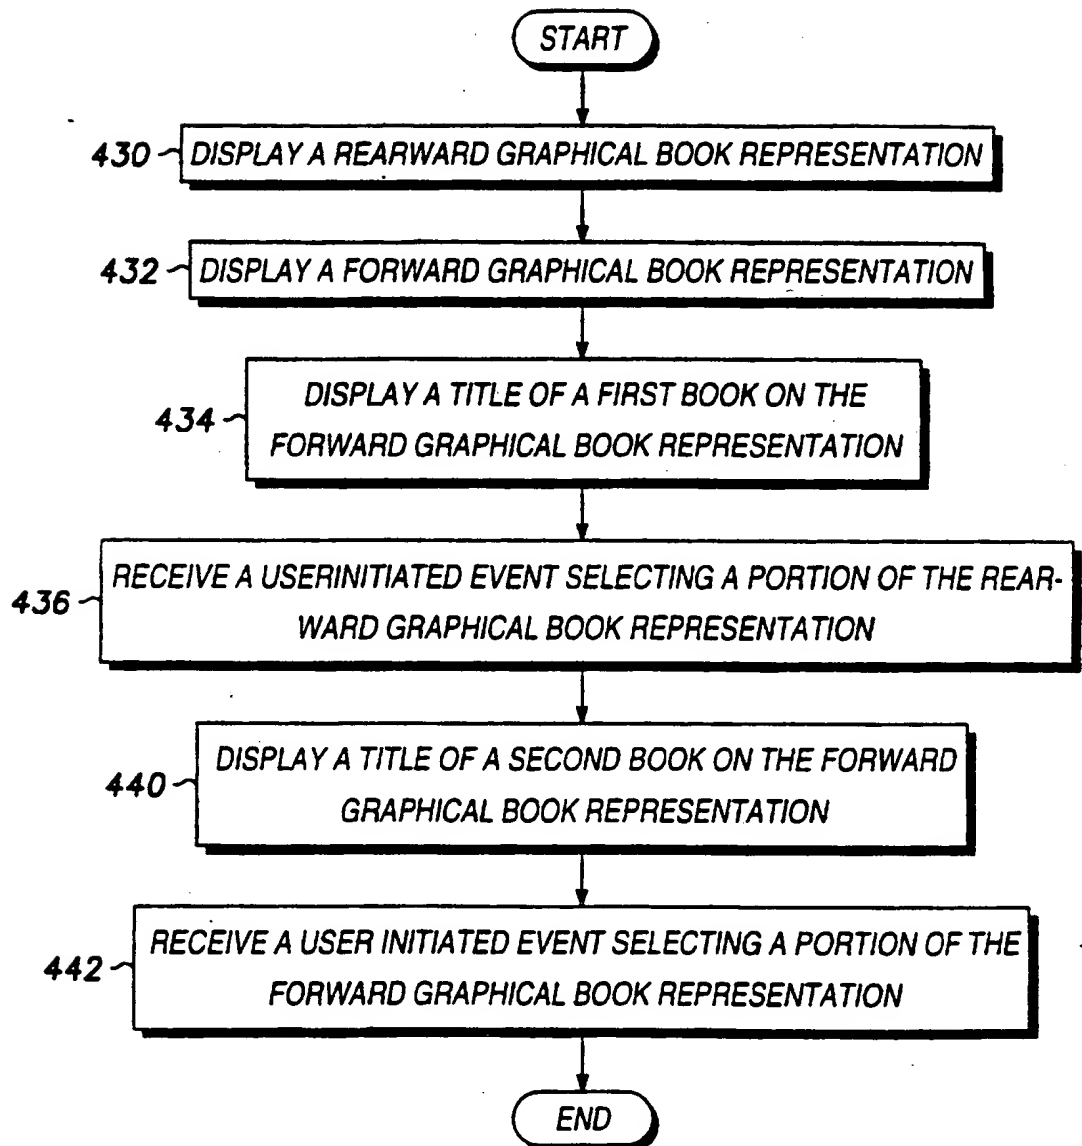 START
430 DISPLAY A REARWARD GRAPHICAL BOOK REPRESENTATION
432 DISPLAY A FORWARD GRAPHICAL BOOK REPRESENTATION
DISPLAY A TITLE OF A FIRST BOOK ON THE
434
FORWARD GRAPHICAL BOOK REPRESENTATION
RECEIVE A USERINITIATED EVENT SELECTING A PORTION OF THE REAR-
436
WARD GRAPHICAL BOOK REPRESENTATION
DISPLAY A TITLE OF A SECOND BOOK ON THE FORWARD
440
GRAPHICAL BOOK REPRESENTATION
RECEIVE A USER INITIATED EVENT SELECTING A PORTION OF THE
442
FORWARD GRAPHICAL BOOK REPRESENTATION
END